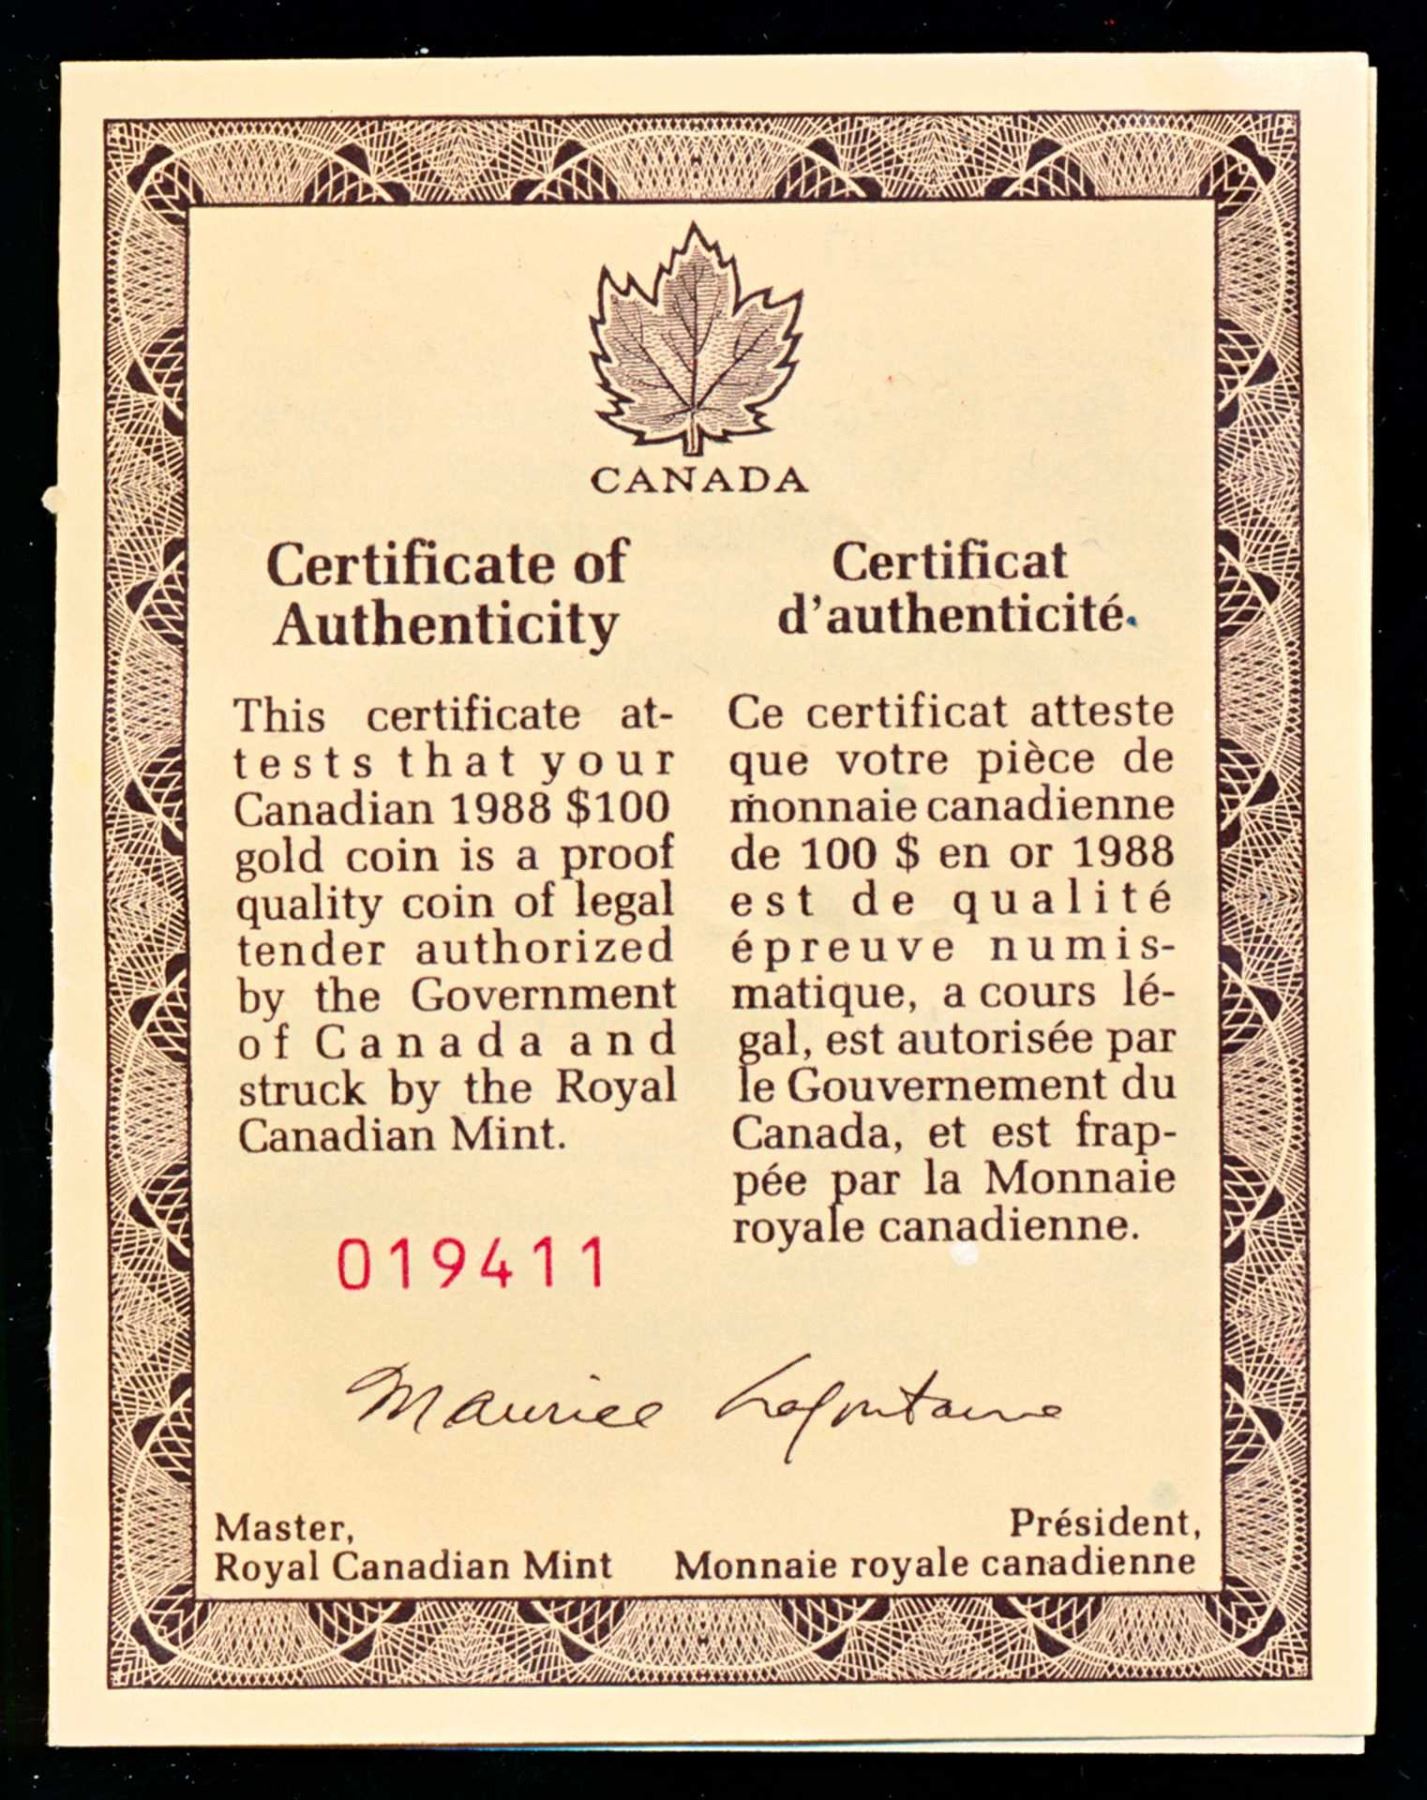 CANADA
Certificate of
Authenticity
This certificate at-
tests that your
Canadian 1988 $100
gold coin is a proof
quality coin of legal
tender authorized
by the Government
of Canada and
struck by the Royal
Canadian Mint.
019411
Certificat
d'authenticité
Ce certificat atteste
que votre pièce de
monnaie canadienne
de 100 $ en or 1988
est de qualité
épreuve numis-
matique, a cours lé-
gal, est autorisée par
le Gouvernement du
Canada, et est frap-
pée par la Monnaie
royale canadienne.
Maurice Lafontaine
Master,
Royal Canadian Mint
Président,
Monnaie royale canadienne